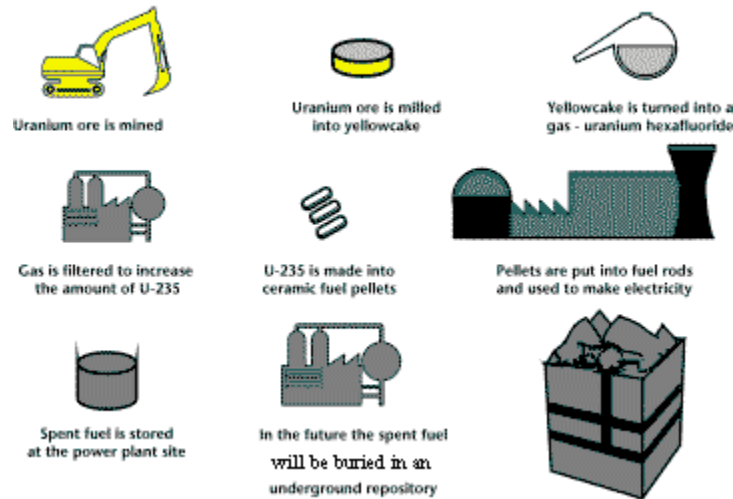 Uranium ore is mined
Uranium ore is milled
into yellowcake
Yellowcake is turned into a
gas - uranium hexafluoride
Gas is filtered to increase
the amount of U-235
U-235 is made into
ceramic fuel pellets
Pellets are put into fuel rods
and used to make electricity
Spent fuel is stored
at the power plant site
In the future the spent fuel
will be buried in an
underground repository